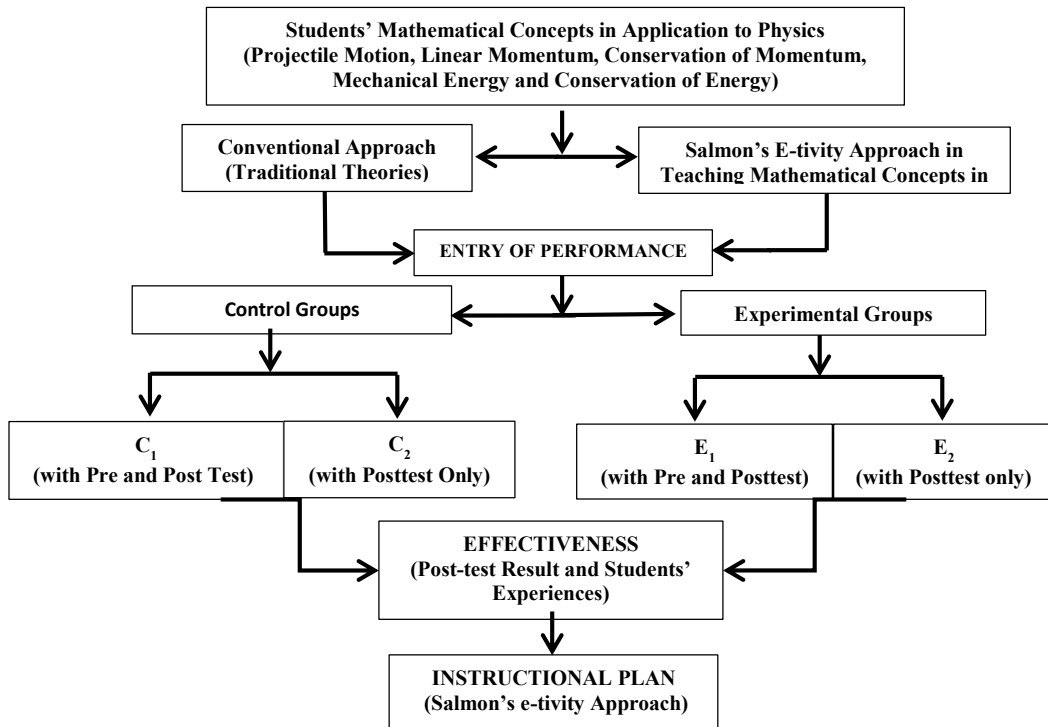 Students’ Mathematical Concepts in Application to Physics
(Projectile Motion, Linear Momentum, Conservation of Momentum,
Mechanical Energy and Conservation of Energy)
Conventional Approach
(Traditional Theories)
Salmon’s E-tivity Approach in
Teaching Mathematical Concepts in
ENTRY OF PERFORMANCE
Control Groups
Experimental Groups
C1
(with Pre and Post Test)
C2
(with Posttest Only)
E1
(with Pre and Posttest)
E2
(with Posttest only)
EFFECTIVENESS
(Post-test Result and Students’
Experiences)
INSTRUCTIONAL PLAN
(Salmon’s e-tivity Approach)